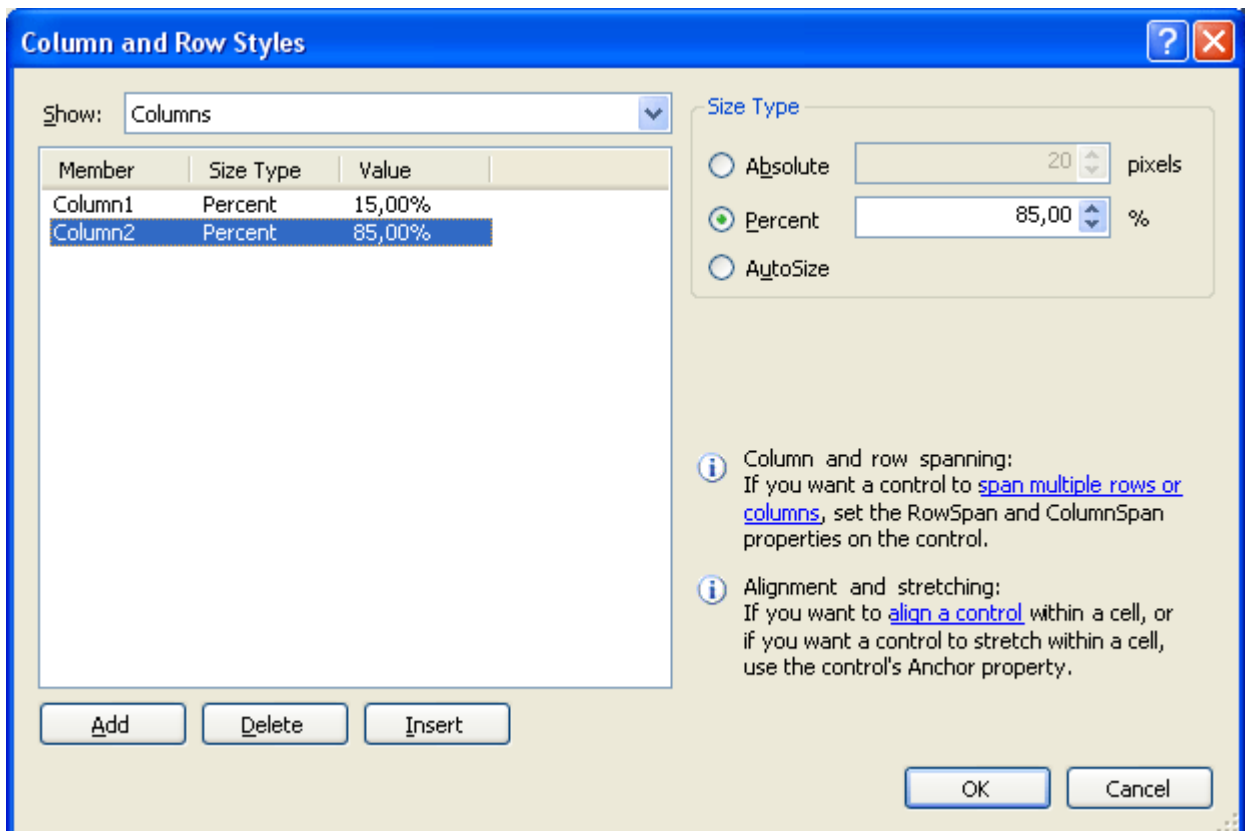 Column and Row Styles
Show: Columns
Member Size Type Value
Column1 Percent 15,00%
Column2 Percent 85,00%
Add Delete Insert
Size Type
Absolute 20 pixels
Percent 85,00 %
AutoSize
Column and row spanning:
If you want a control to span multiple rows or
columns, set the RowSpan and ColumnSpan
properties on the control.
Alignment and stretching:
If you want to align a control within a cell, or
if you want a control to stretch within a cell,
use the control's Anchor property.
OK Cancel